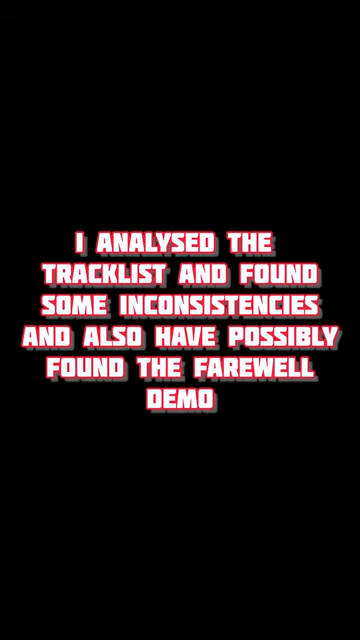 I ANALYSED THE
TRACKLIST AND FOUND
SOME INCONSISTENCIES
AND ALSO HAVE POSSIBLY
FOUND THE FAREWELL
DEMO